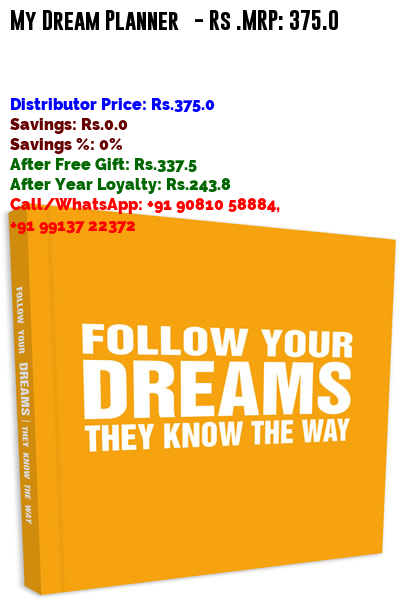 My Dream Planner - Rs .MRP: 375.0
Distributor Price: Rs.375.0
Savings: Rs.0.0
Savings %: 0%
After Free Gift: Rs.337.5
After Year Loyalty: Rs.243.8
Call/WhatsApp: +91 90810 58884,
+91 99137 22372
FOLLOW YOUR DREAMS | THEY KNOW THE WAY
FOLLOW YOUR
DREAMS
THEY KNOW THE WAY